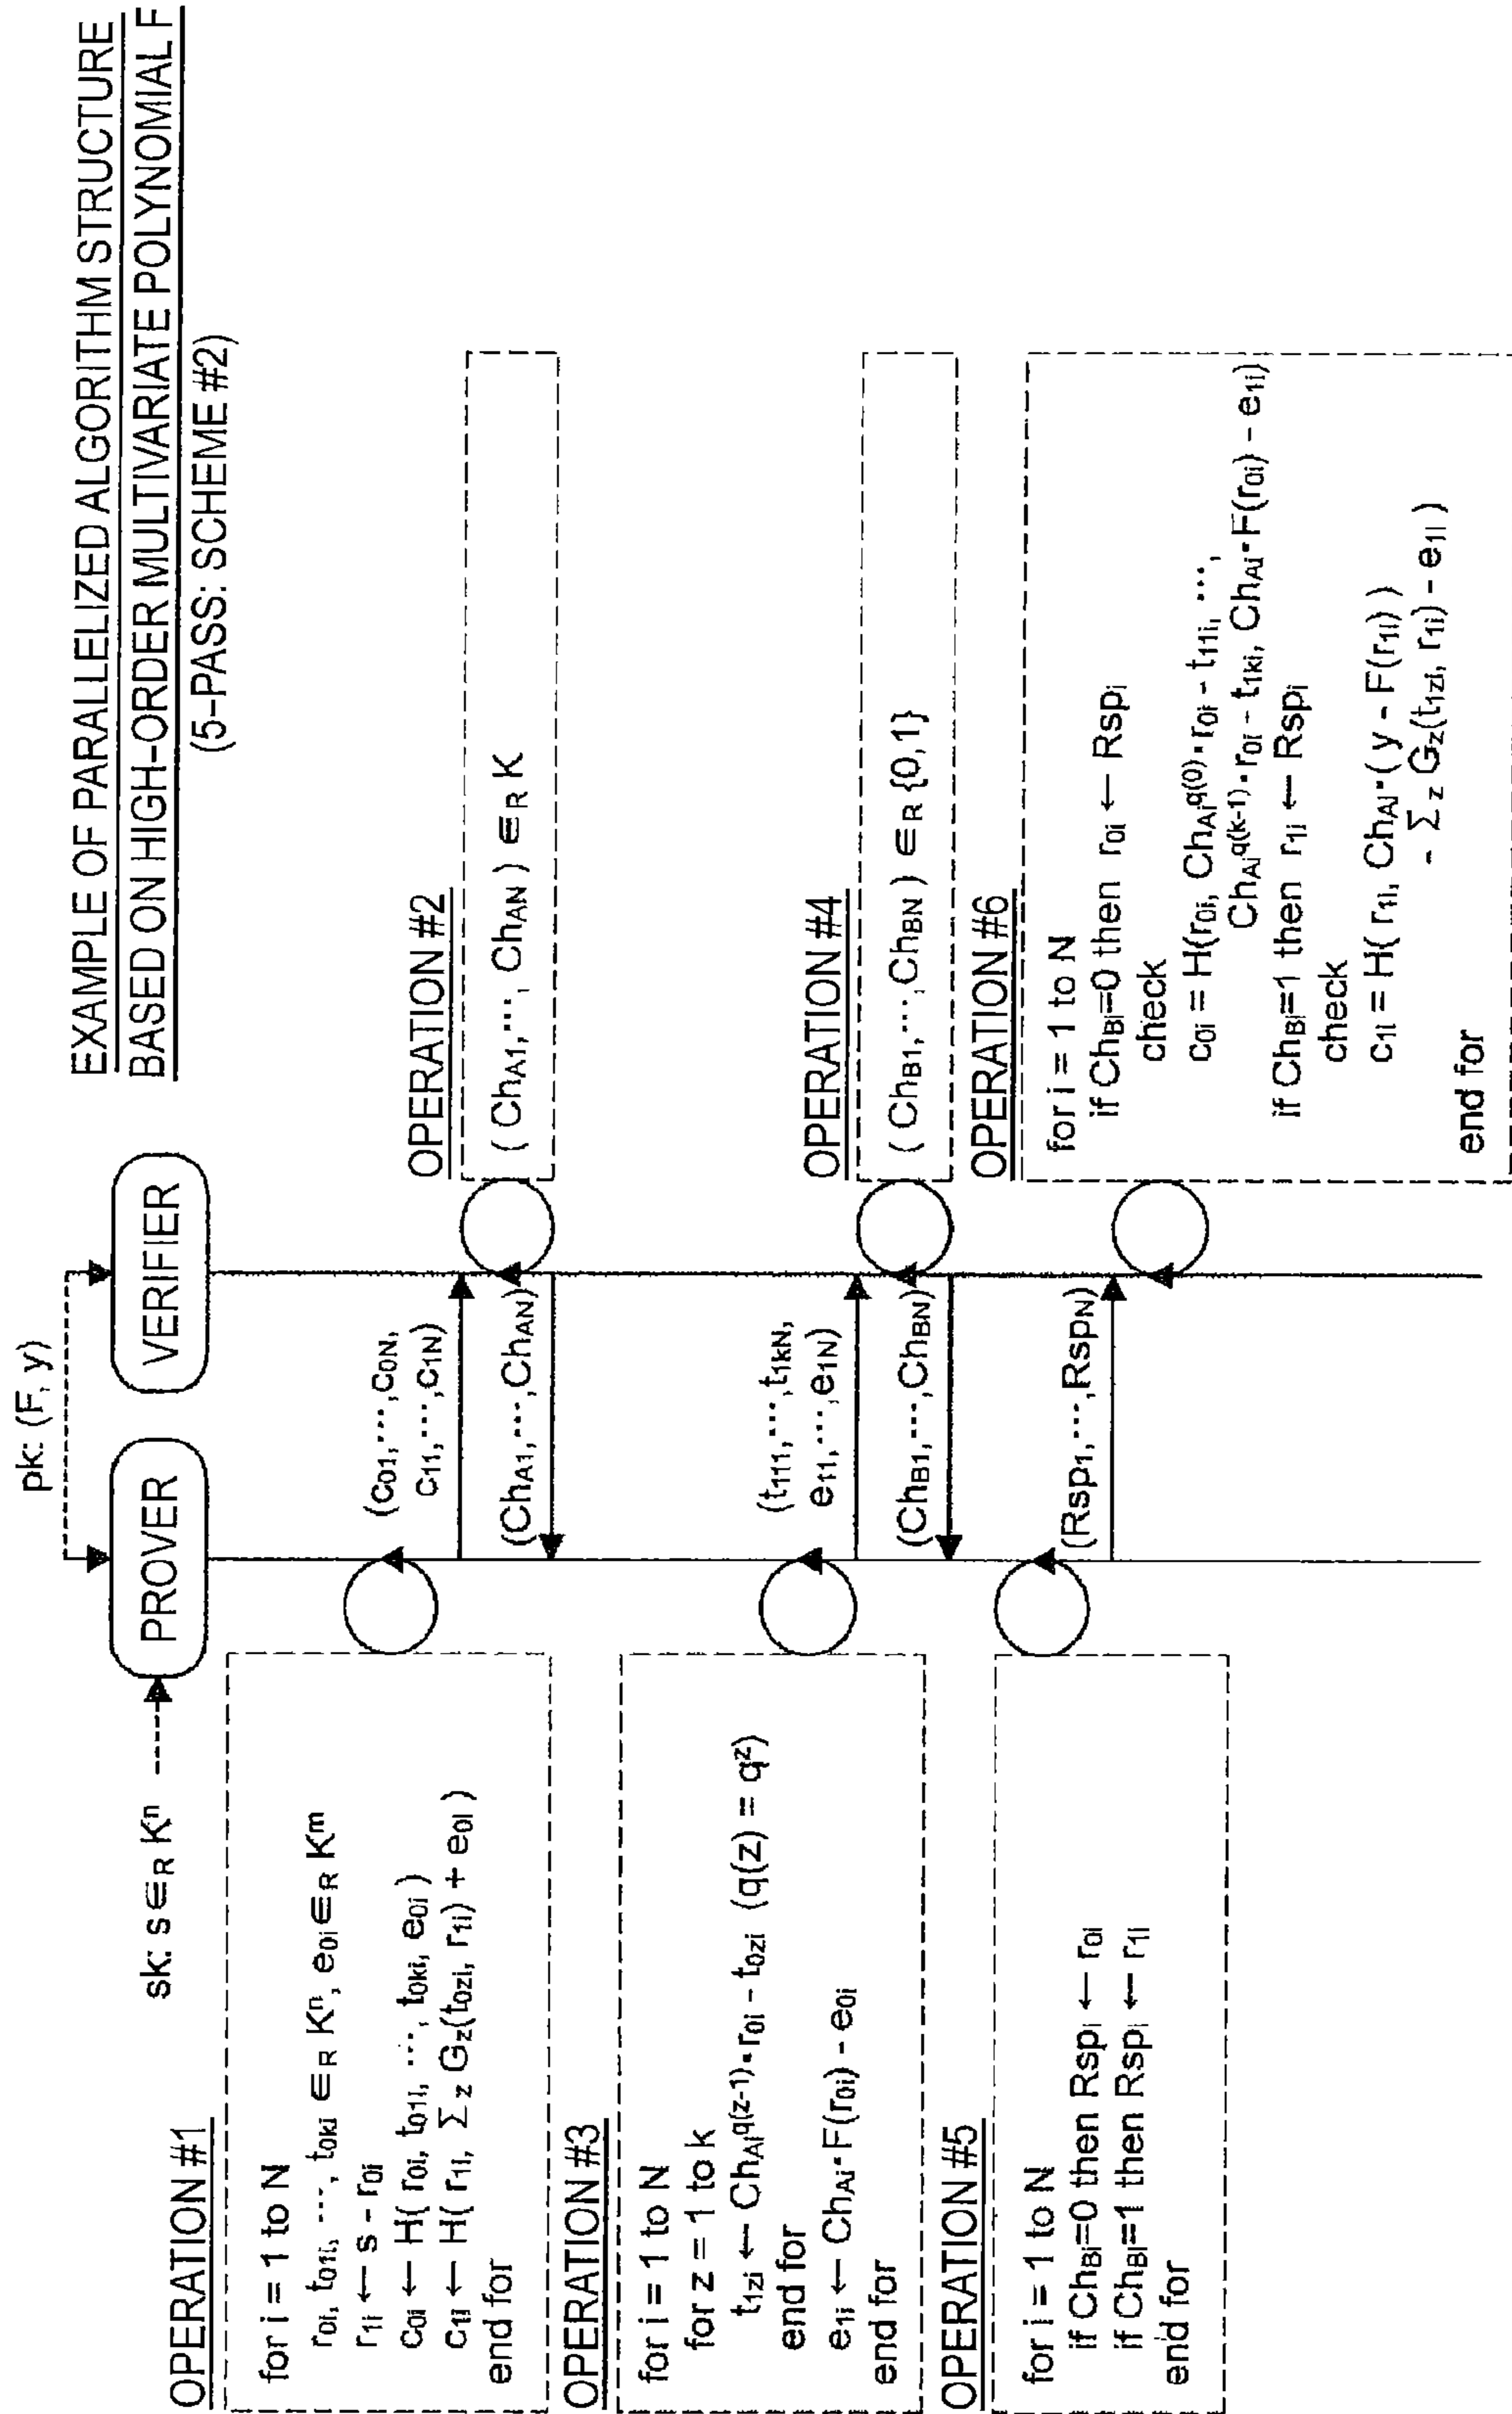 EXAMPLE OF PARALLELIZED ALGORITHM STRUCTURE
BASED ON HIGH-ORDER MULTIVARIATE POLYNOMIAL F
(5-PASS: SCHEME #2)
pk: (F, y)
sk: s ∈R Kⁿ
PROVER
VERIFIER
OPERATION #1
for i = 1 to N
r0i, t01i, ···, t0ki ∈R Kⁿ, e0i ∈R Kᵐ
r1i ← s - r0i
c0i ← H( r0i, t01i, ···, t0ki, e0i )
c1i ← H( r1i, Σz Gz(t0zi, r1i) + e0i )
end for
(c01,···,c0N,
c11,···,c1N)
OPERATION #2
( ChA1,···, ChAN ) ∈R K
(ChA1,···,ChAN)
OPERATION #3
for i = 1 to N
for z = 1 to k
t1zi ← ChAi^q(z-1)·r0i - t0zi (q(z) = q^z)
end for
e1i ← ChAi·F(r0i) - e0i
end for
(t111,···,t1kN,
e11,···,e1N)
OPERATION #4
( ChB1,···,ChBN ) ∈R {0,1}
(ChB1,···,ChBN)
OPERATION #5
for i = 1 to N
if ChBi=0 then Rspi ← r0i
if ChBi=1 then Rspi ← r1i
end for
(Rsp1,···,RspN)
OPERATION #6
for i = 1 to N
if ChBi=0 then r0i ← Rspi
check
c0i = H(r0i, ChAi^q(0)·r0i - t11i, ···,
ChAi^q(k-1)·r0i - t1ki, ChAi·F(r0i) - e1i)
if ChBi=1 then r1i ← Rspi
check
c1i = H( r1i, ChAi·( y - F(r1i) )
- Σz Gz(t1zi, r1i) - e1i )
end for